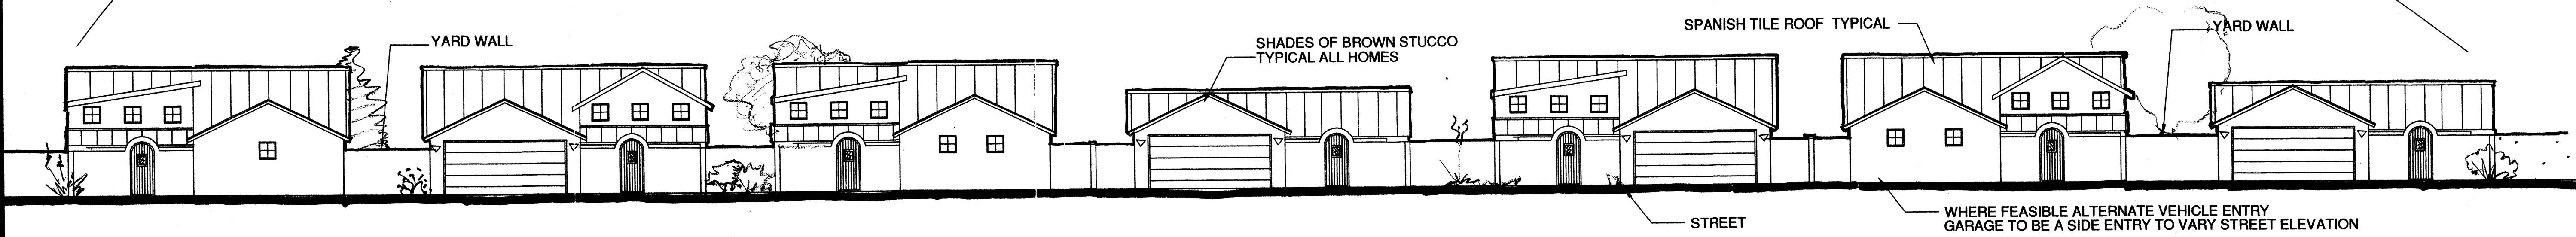 YARD WALL
SHADES OF BROWN STUCCO
TYPICAL ALL HOMES
SPANISH TILE ROOF TYPICAL
YARD WALL
STREET
WHERE FEASIBLE ALTERNATE VEHICLE ENTRY
GARAGE TO BE A SIDE ENTRY TO VARY STREET ELEVATION